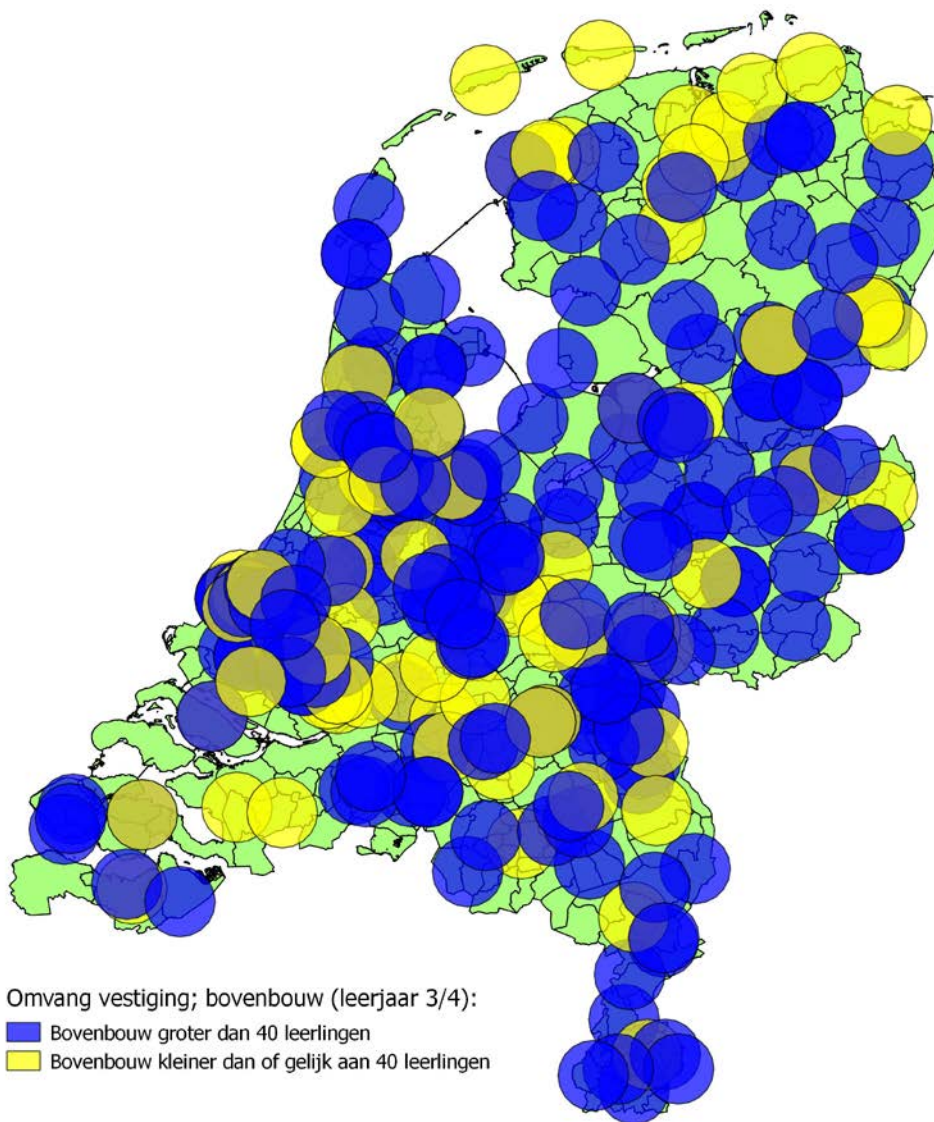 Omvang vestiging; bovenbouw (leerjaar 3/4):
Bovenbouw groter dan 40 leerlingen
Bovenbouw kleiner dan of gelijk aan 40 leerlingen